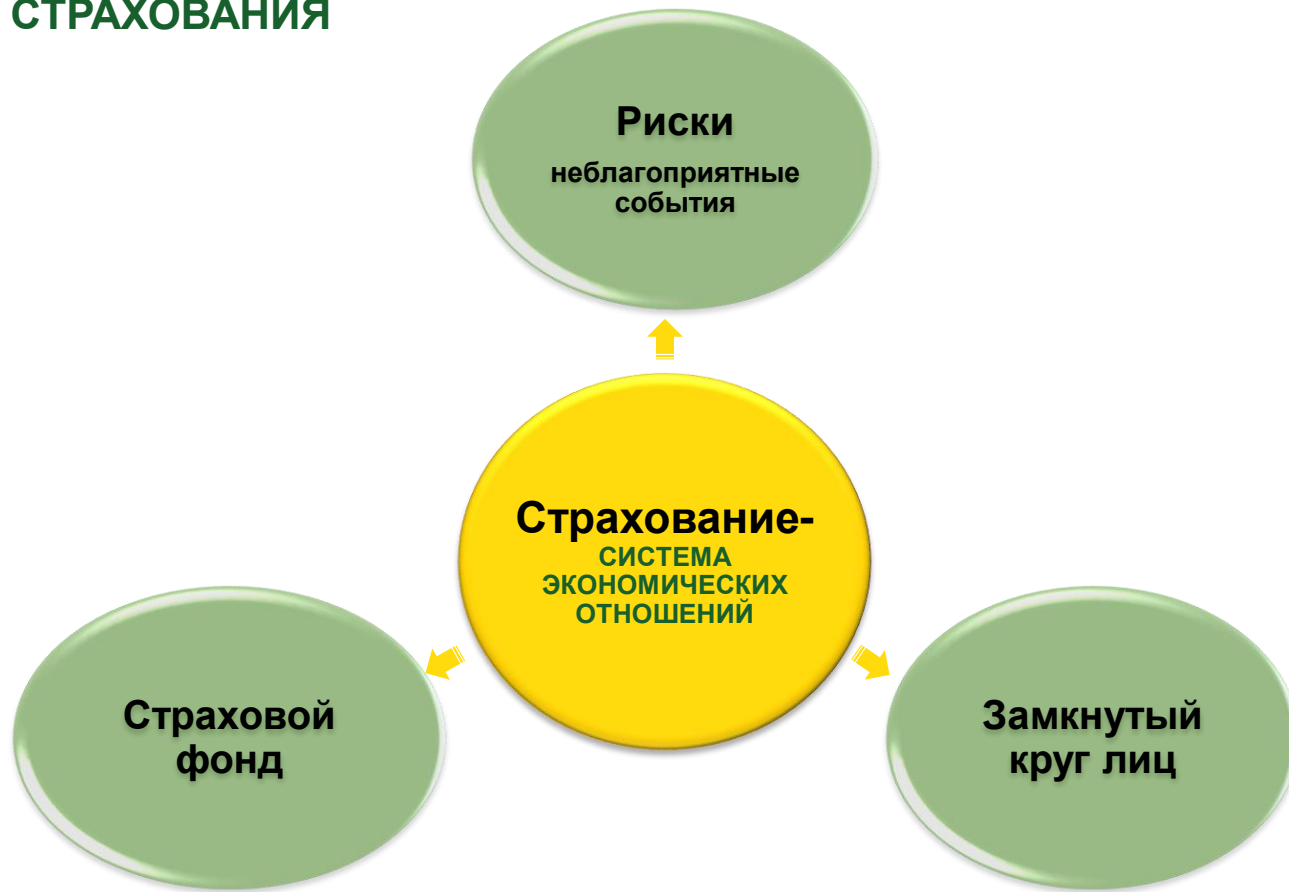 СТРАХОВАНИЯ
Риски
неблагоприятные
события
Страхование-
СИСТЕМА
ЭКОНОМИЧЕСКИХ
ОТНОШЕНИЙ
Страховой
фонд
Замкнутый
круг лиц